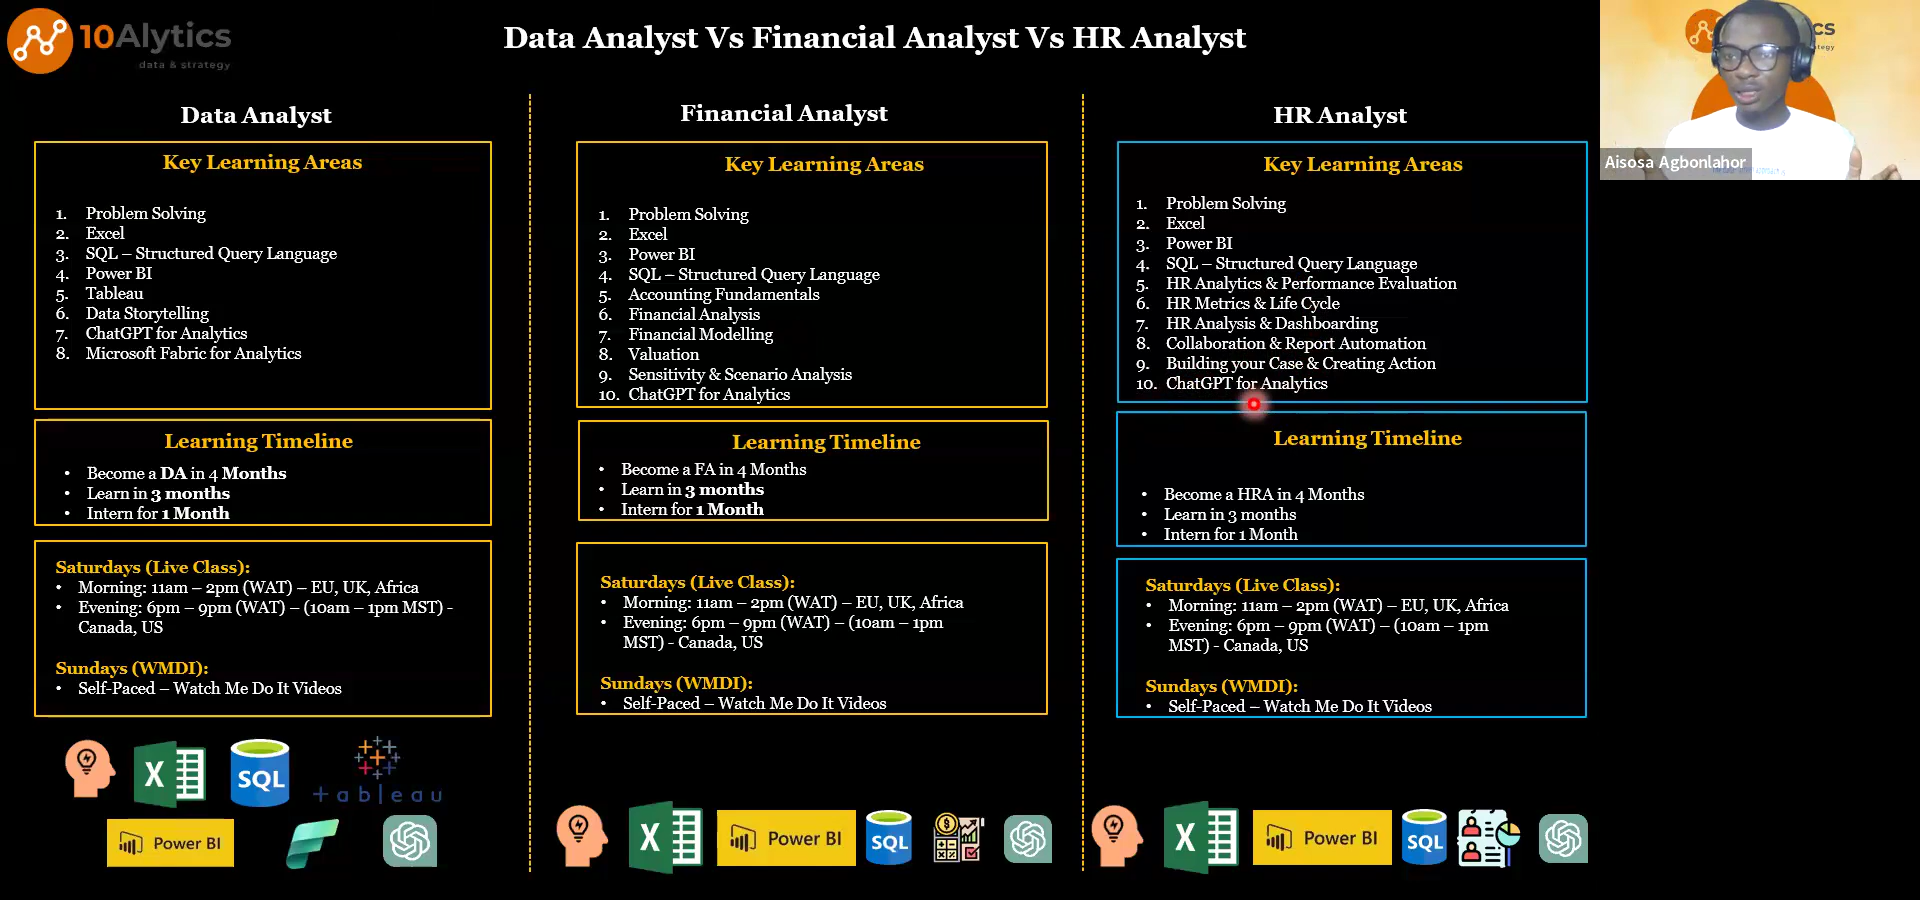 10Alytics
data & strategy
Data Analyst Vs Financial Analyst Vs HR Analyst
Data Analyst
Key Learning Areas
1. Problem Solving
2. Excel
3. SQL – Structured Query Language
4. Power BI
5. Tableau
6. Data Storytelling
7. ChatGPT for Analytics
8. Microsoft Fabric for Analytics
Learning Timeline
• Become a DA in 4 Months
• Learn in 3 months
• Intern for 1 Month
Saturdays (Live Class):
• Morning: 11am – 2pm (WAT) – EU, UK, Africa
• Evening: 6pm – 9pm (WAT) – (10am – 1pm MST) -
Canada, US
Sundays (WMDI):
• Self-Paced – Watch Me Do It Videos
X
SQL
+ableau
Power BI
Financial Analyst
Key Learning Areas
1. Problem Solving
2. Excel
3. Power BI
4. SQL – Structured Query Language
5. Accounting Fundamentals
6. Financial Analysis
7. Financial Modelling
8. Valuation
9. Sensitivity & Scenario Analysis
10. ChatGPT for Analytics
Learning Timeline
• Become a FA in 4 Months
• Learn in 3 months
• Intern for 1 Month
Saturdays (Live Class):
• Morning: 11am – 2pm (WAT) – EU, UK, Africa
• Evening: 6pm – 9pm (WAT) – (10am – 1pm
MST) - Canada, US
Sundays (WMDI):
• Self-Paced – Watch Me Do It Videos
X
Power BI
SQL
HR Analyst
Key Learning Areas
1. Problem Solving
2. Excel
3. Power BI
4. SQL – Structured Query Language
5. HR Analytics & Performance Evaluation
6. HR Metrics & Life Cycle
7. HR Analysis & Dashboarding
8. Collaboration & Report Automation
9. Building your Case & Creating Action
10. ChatGPT for Analytics
Learning Timeline
• Become a HRA in 4 Months
• Learn in 3 months
• Intern for 1 Month
Saturdays (Live Class):
• Morning: 11am – 2pm (WAT) – EU, UK, Africa
• Evening: 6pm – 9pm (WAT) – (10am – 1pm
MST) - Canada, US
Sundays (WMDI):
• Self-Paced – Watch Me Do It Videos
X
Power BI
SQL
Aisosa Agbonlahor